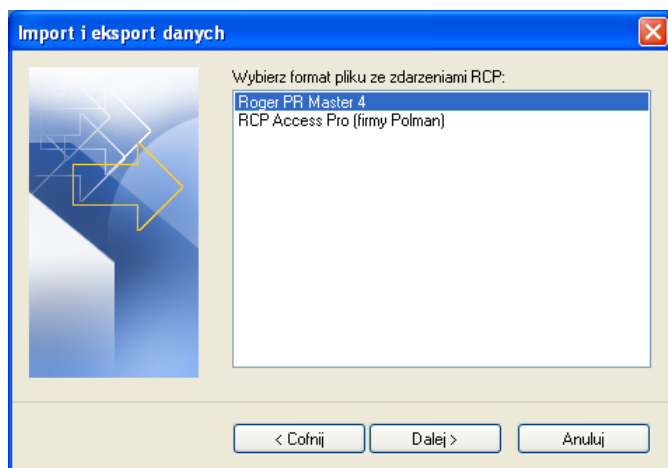 Import i eksport danych
Wybierz format pliku ze zdarzeniami RCP:
Roger PR Master 4
RCP Access Pro (firmy Polman)
< Cofnij
Dalej >
Anuluj